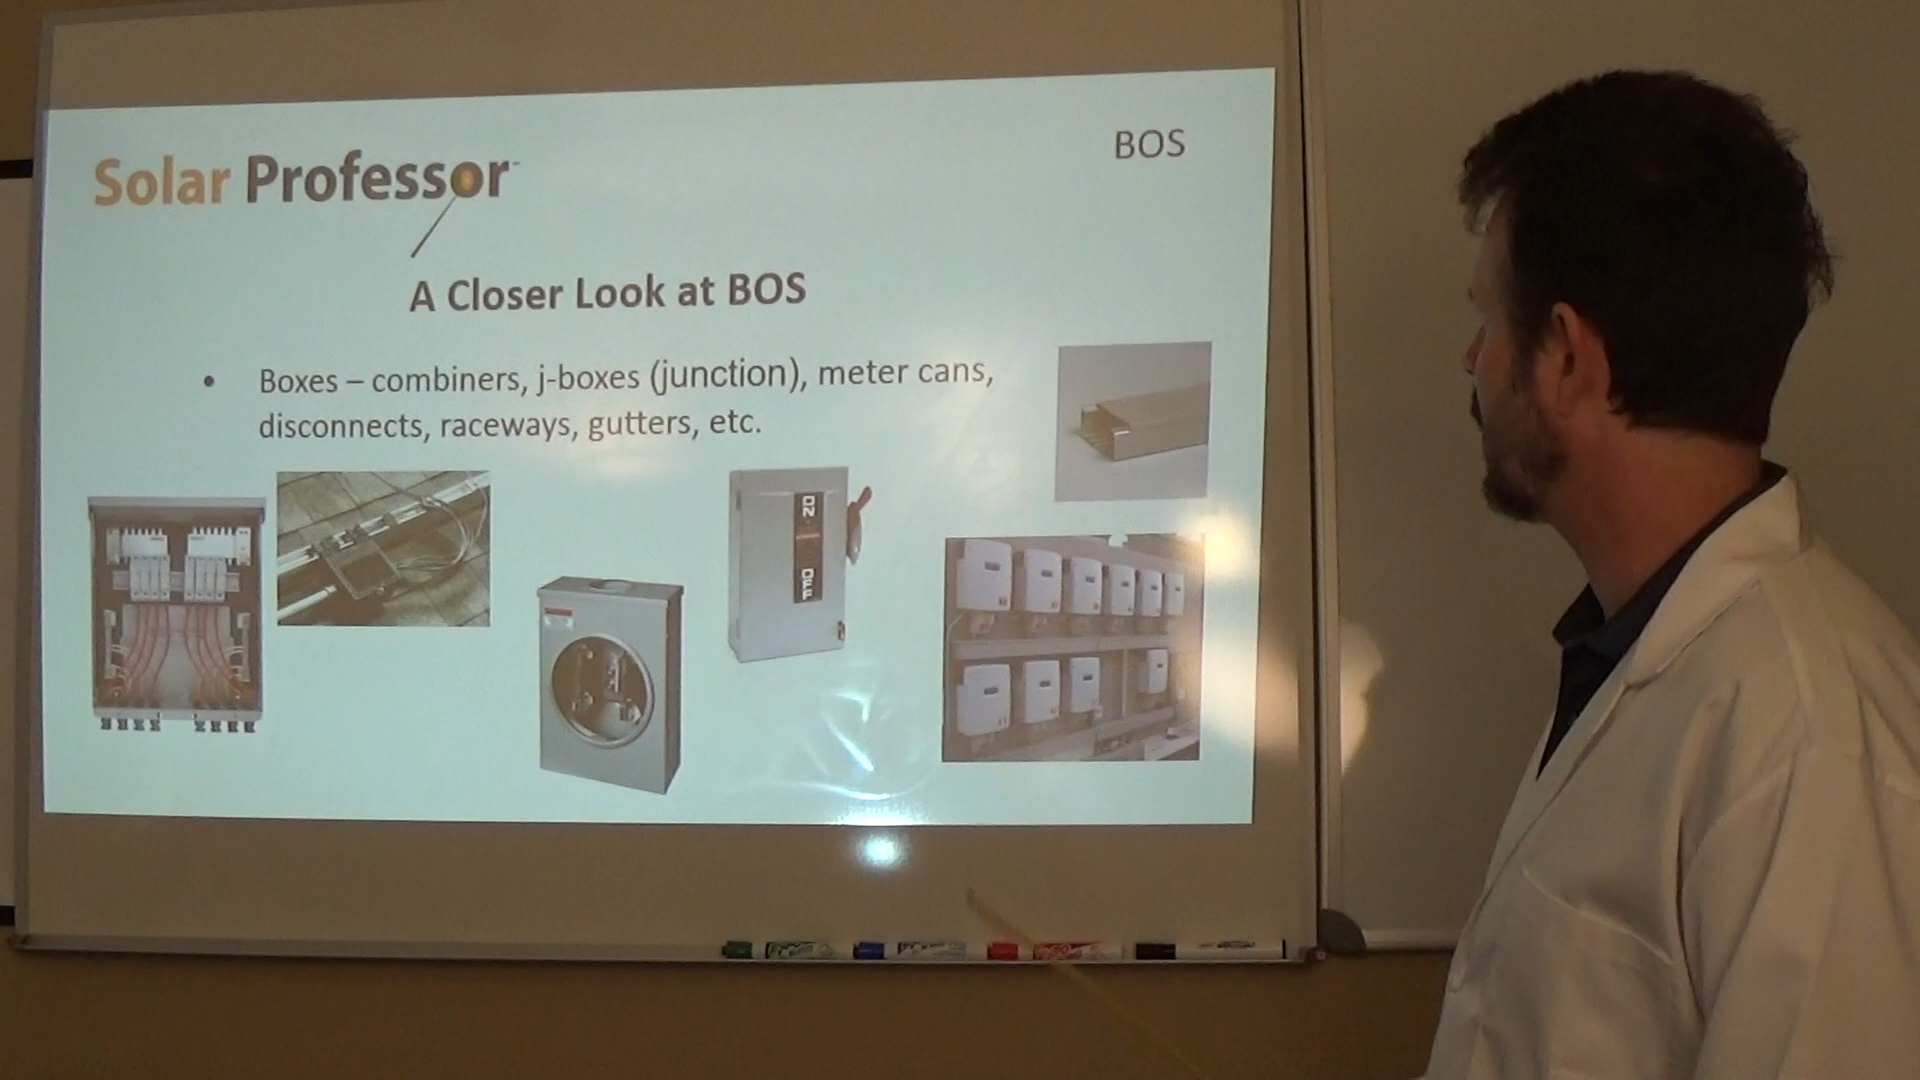 BOS
Solar Professor
A Closer Look at BOS
• Boxes – combiners, j-boxes (junction), meter cans,
disconnects, raceways, gutters, etc.
ON
OFF